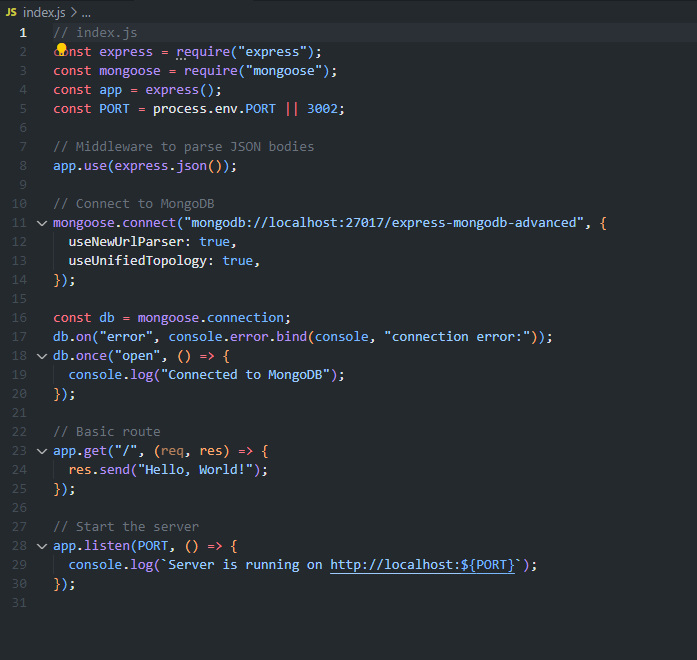 JS index.js > ...
1 // index.js
2 const express = require("express");
3 const mongoose = require("mongoose");
4 const app = express();
5 const PORT = process.env.PORT || 3002;
6
7 // Middleware to parse JSON bodies
8 app.use(express.json());
9
10 // Connect to MongoDB
11 mongoose.connect("mongodb://localhost:27017/express-mongodb-advanced", {
12   useNewUrlParser: true,
13   useUnifiedTopology: true,
14 });
15
16 const db = mongoose.connection;
17 db.on("error", console.error.bind(console, "connection error:"));
18 db.once("open", () => {
19   console.log("Connected to MongoDB");
20 });
21
22 // Basic route
23 app.get("/", (req, res) => {
24   res.send("Hello, World!");
25 });
26
27 // Start the server
28 app.listen(PORT, () => {
29   console.log(`Server is running on http://localhost:${PORT}`);
30 });
31